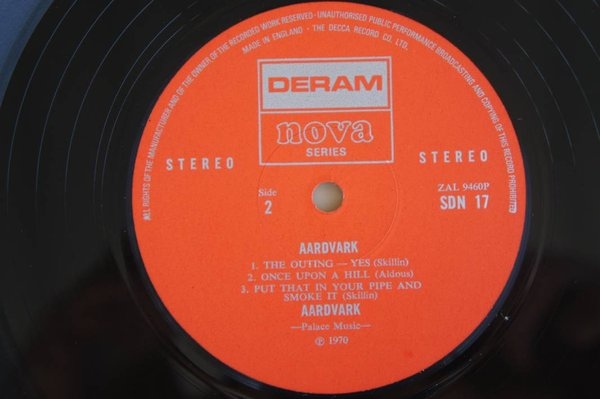 ALL RIGHTS OF THE MANUFACTURER AND OF THE OWNER OF THE RECORDED WORK RESERVED · UNAUTHORISED PUBLIC PERFORMANCE BROADCASTING AND COPYING OF THIS RECORD PROHIBITED
MADE IN ENGLAND · THE DECCA RECORD CO. LTD.
DERAM
nova
SERIES
STEREO STEREO
Side
2
ZAL 9460P
SDN 17
AARDVARK
1. THE OUTING — YES (Skillin)
2. ONCE UPON A HILL (Aldous)
3. PUT THAT IN YOUR PIPE AND
SMOKE IT (Skillin)
AARDVARK
—Palace Music—
℗ 1970